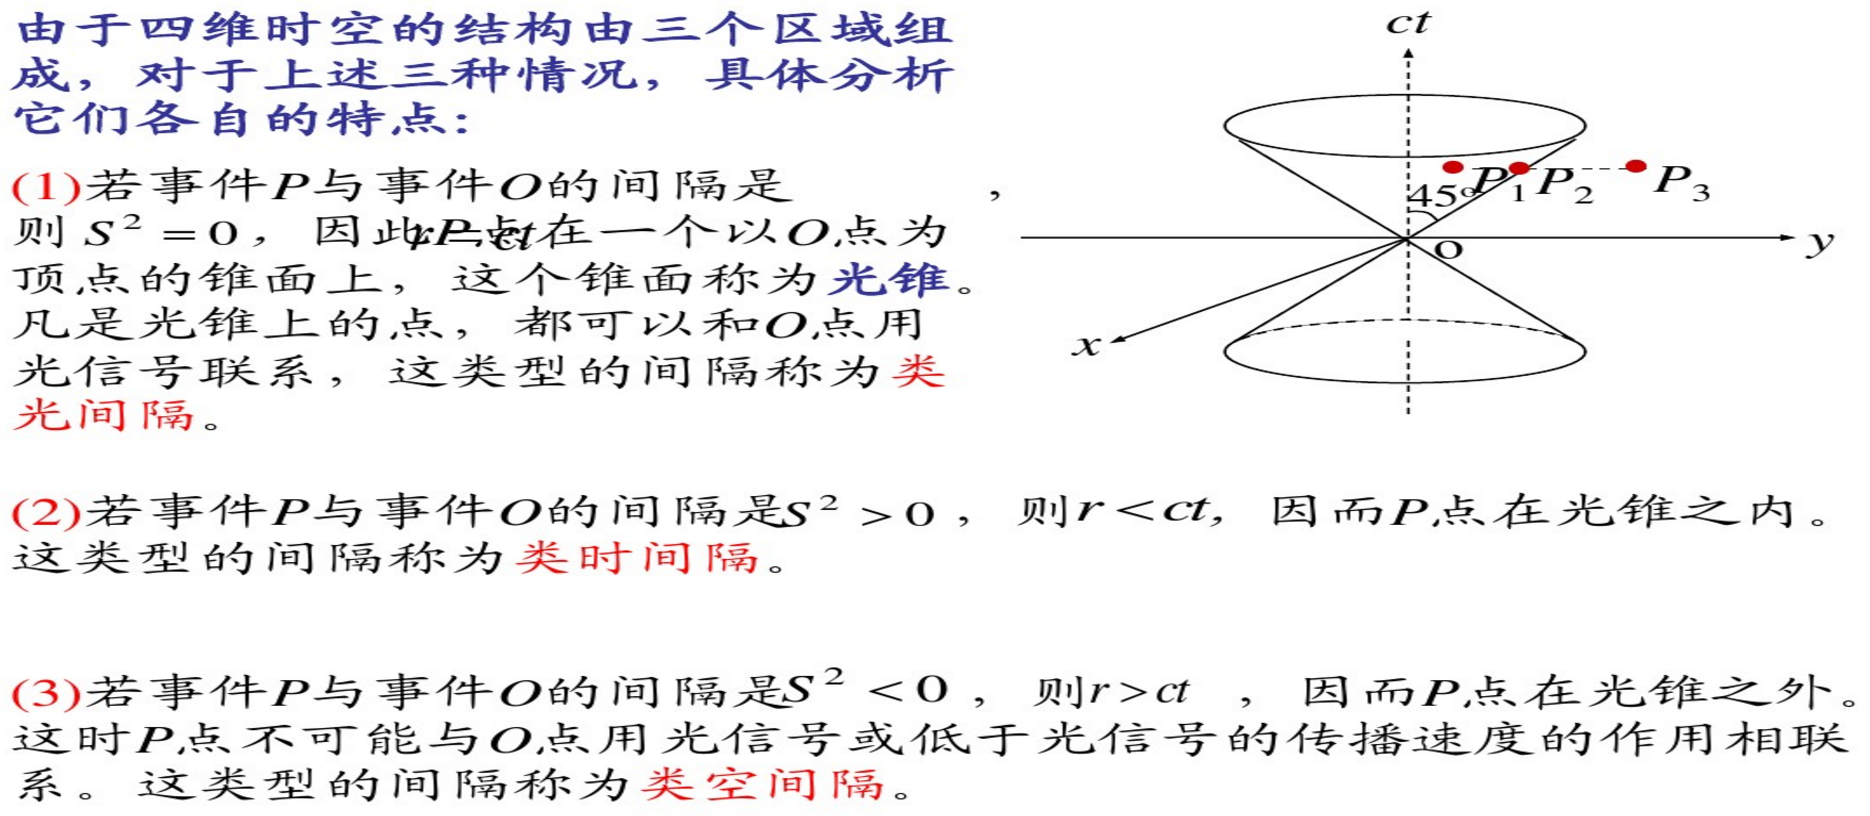 由于四维时空的结构由三个区域组
成，对于上述三种情况，具体分析
它们各自的特点：
(1)若事件P与事件O的间隔是 ，
则 S² = 0，因此P点在一个以O点为
r = ct
顶点的锥面上，这个锥面称为光锥。
凡是光锥上的点，都可以和O点用
光信号联系，这类型的间隔称为类
光间隔。
ct
P₁
P₂
P₃
45°
O
y
x
(2)若事件P与事件O的间隔是S² > 0，则r < ct, 因而P点在光锥之内。
这类型的间隔称为类时间隔。
(3)若事件P与事件O的间隔是S² < 0，则r > ct ，因而P点在光锥之外。
这时P点不可能与O点用光信号或低于光信号的传播速度的作用相联
系。这类型的间隔称为类空间隔。